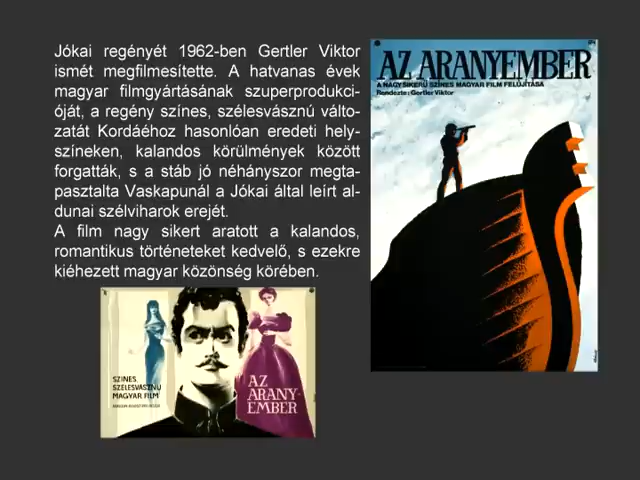 Jókai regényét 1962-ben Gertler Viktor
ismét megfilmesítette. A hatvanas évek
magyar filmgyártásának szuperprodukci-
óját, a regény színes, szélesvásznú válto-
zatát Kordáéhoz hasonlóan eredeti hely-
színeken, kalandos körülmények között
forgatták, s a stáb jó néhányszor megta-
pasztalta Vaskapunál a Jókai által leírt al-
dunai szélviharok erejét.
A film nagy sikert aratott a kalandos,
romantikus történeteket kedvelő, s ezekre
kiéhezett magyar közönség körében.
AZ ARANYEMBER
A NAGYSIKERŰ SZÍNES MAGYAR FILM FELÚJÍTÁSA
Rendezte: Gertler Viktor
SZINES,
SZÉLESVÁSZNÚ
MAGYAR FILM
AZ
ARANY-
EMBER